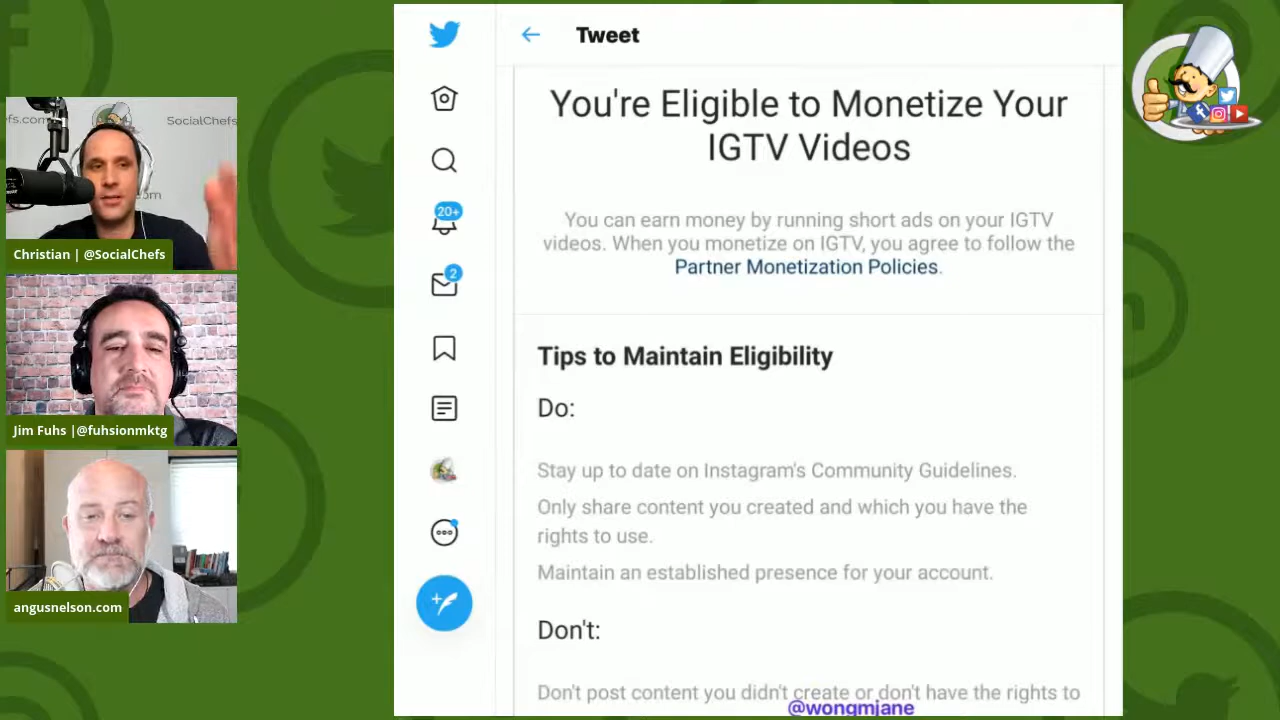 Tweet
You're Eligible to Monetize Your
IGTV Videos
You can earn money by running short ads on your IGTV
videos. When you monetize on IGTV, you agree to follow the
Partner Monetization Policies.
Tips to Maintain Eligibility
Do:
Stay up to date on Instagram's Community Guidelines.
Only share content you created and which you have the
rights to use.
Maintain an established presence for your account.
Don't:
Don't post content you didn't create or don't have the rights to
@wongmjane
20+
2
efs.com
SocialChefs
om
Christian | @SocialChefs
Jim Fuhs |@fuhsionmktg
angusnelson.com